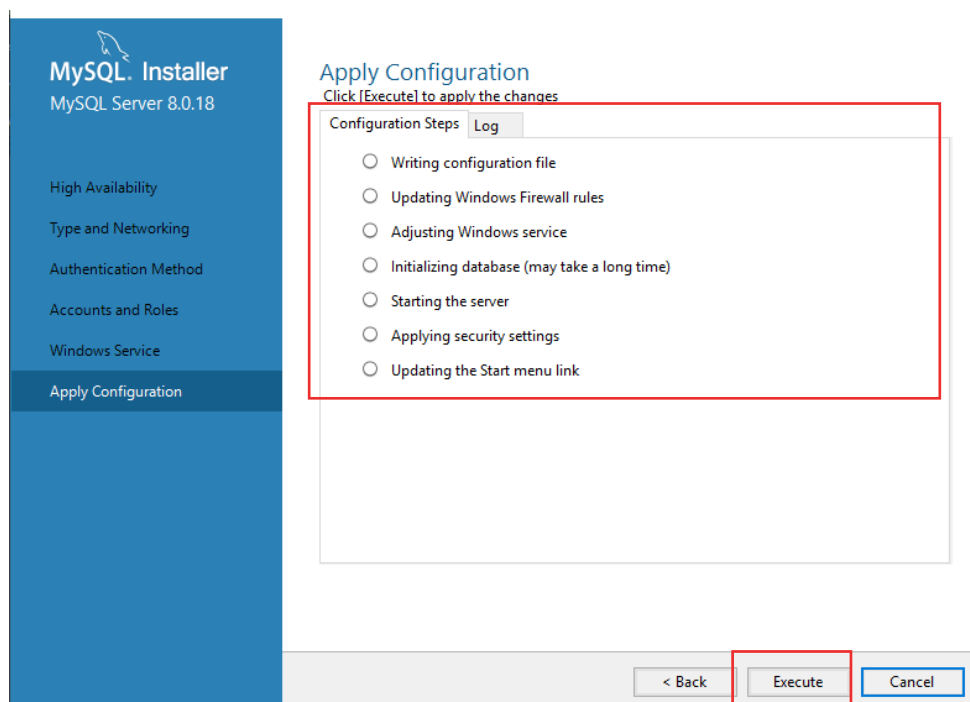 MySQL. Installer
MySQL Server 8.0.18
High Availability
Type and Networking
Authentication Method
Accounts and Roles
Windows Service
Apply Configuration
Apply Configuration
Click [Execute] to apply the changes
Configuration Steps Log
Writing configuration file
Updating Windows Firewall rules
Adjusting Windows service
Initializing database (may take a long time)
Starting the server
Applying security settings
Updating the Start menu link
< Back Execute Cancel